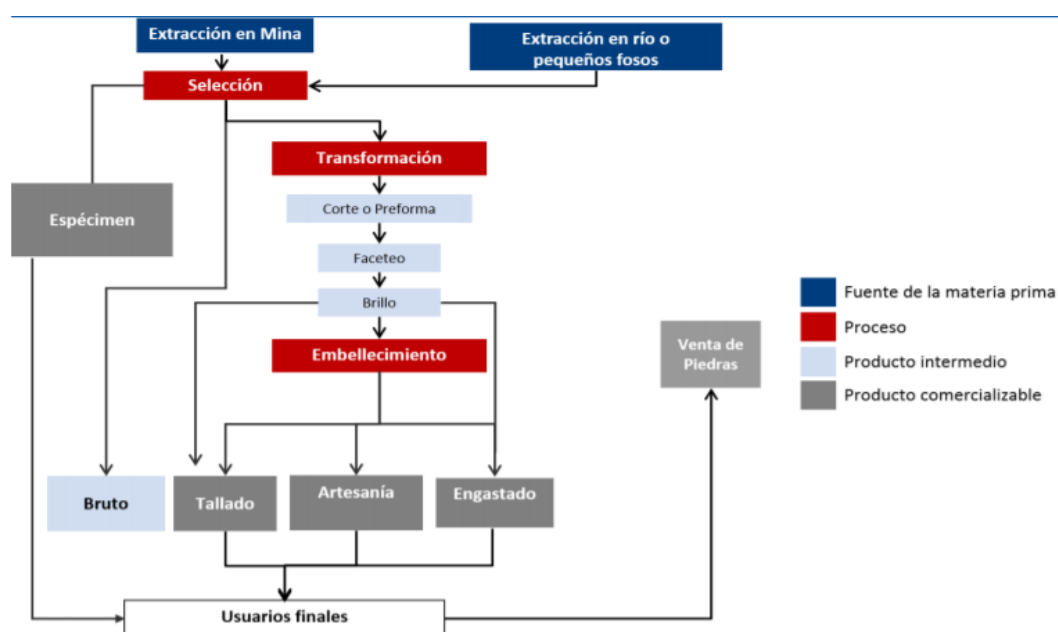 Extracción en Mina
Extracción en río o
pequeños fosos
Selección
Transformación
Espécimen
Corte o Preforma
Faceteo
Brillo
Embellecimiento
Bruto
Tallado
Artesanía
Engastado
Usuarios finales
Venta de
Piedras
Fuente de la materia prima
Proceso
Producto intermedio
Producto comercializable